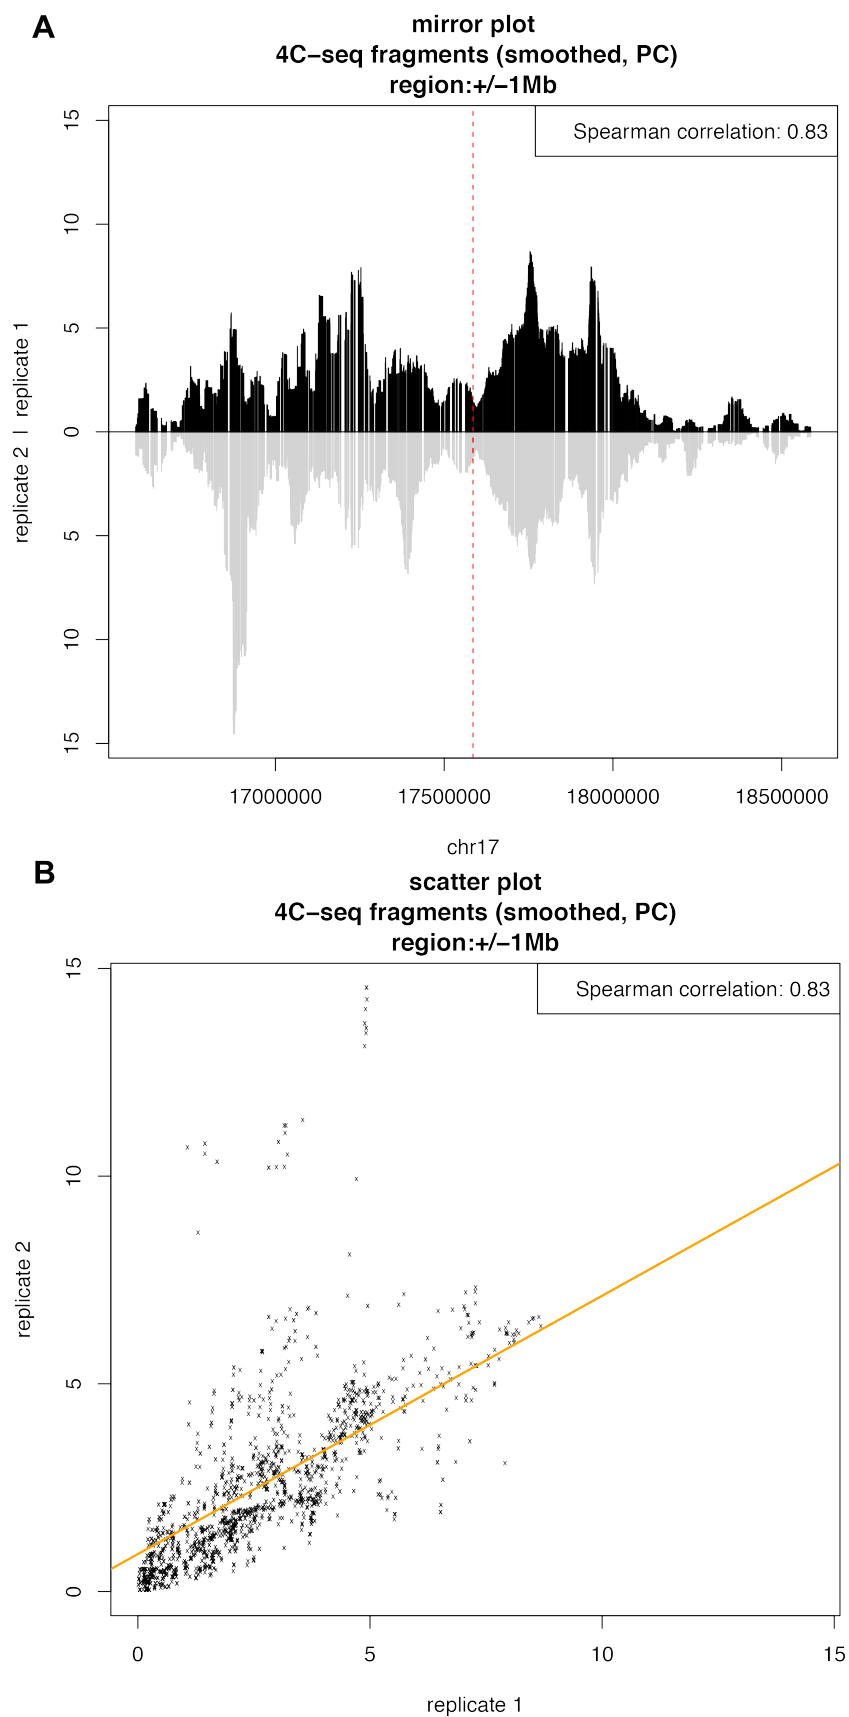 A
mirror plot
4C−seq fragments (smoothed, PC)
region:+/−1Mb
Spearman correlation: 0.83
15
10
5
0
5
10
15
replicate 2 | replicate 1
17000000 17500000 18000000 18500000
chr17
B
scatter plot
4C−seq fragments (smoothed, PC)
region:+/−1Mb
Spearman correlation: 0.83
15
10
5
0
replicate 2
0 5 10 15
replicate 1